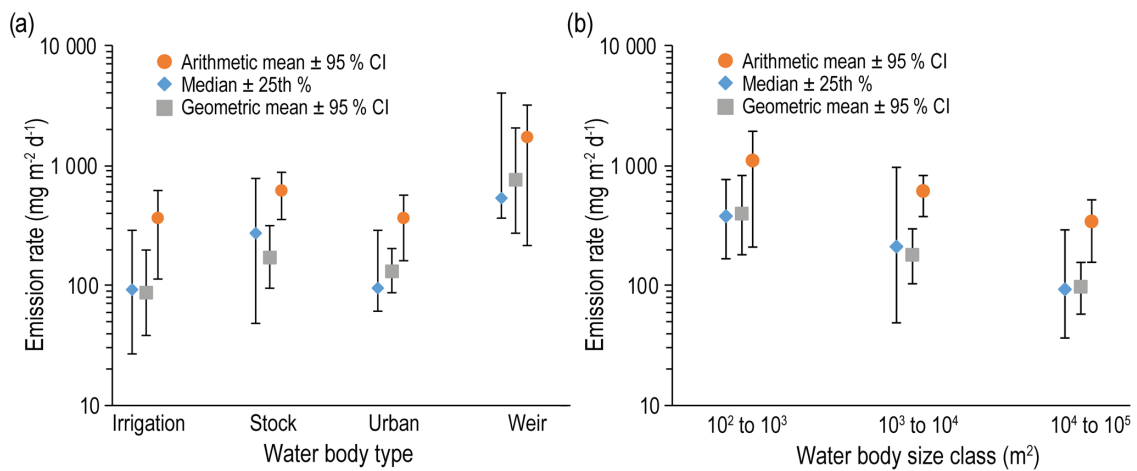 (a)
10 000
1 000
100
10
Emission rate (mg m⁻² d⁻¹)
Arithmetic mean ± 95 % CI
Median ± 25th %
Geometric mean ± 95 % CI
Irrigation Stock Urban Weir
Water body type
(b)
10 000
1 000
100
10
Emission rate (mg m⁻² d⁻¹)
Arithmetic mean ± 95 % CI
Median ± 25th %
Geometric mean ± 95 % CI
10² to 10³ 10³ to 10⁴ 10⁴ to 10⁵
Water body size class (m²)